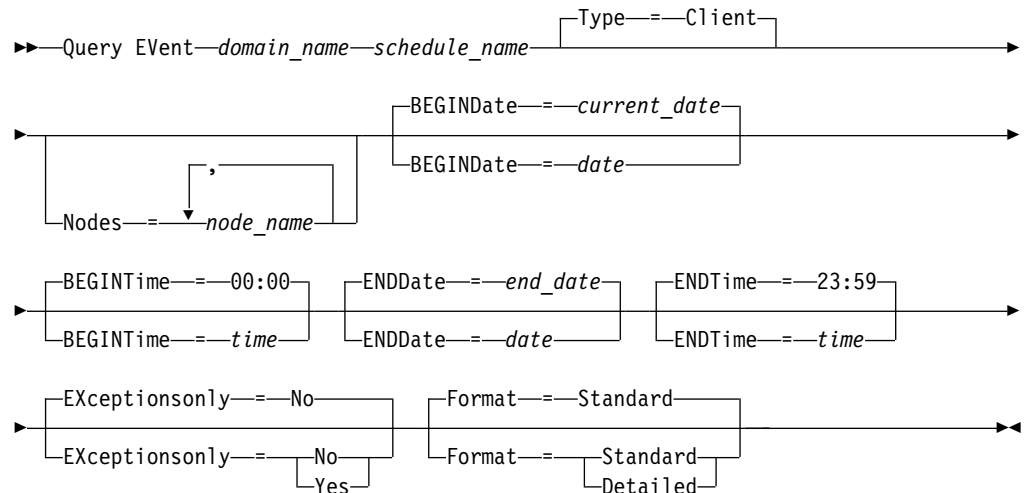 Type = Client
Query EVent domain_name schedule_name
BEGINDate = current_date
BEGINDate = date
,
Nodes = node_name
BEGINTime = 00:00
BEGINTime = time
ENDDate = end_date
ENDDate = date
ENDTime = 23:59
ENDTime = time
EXceptionsonly = No
EXceptionsonly = No
Yes
Format = Standard
Format = Standard
Detailed